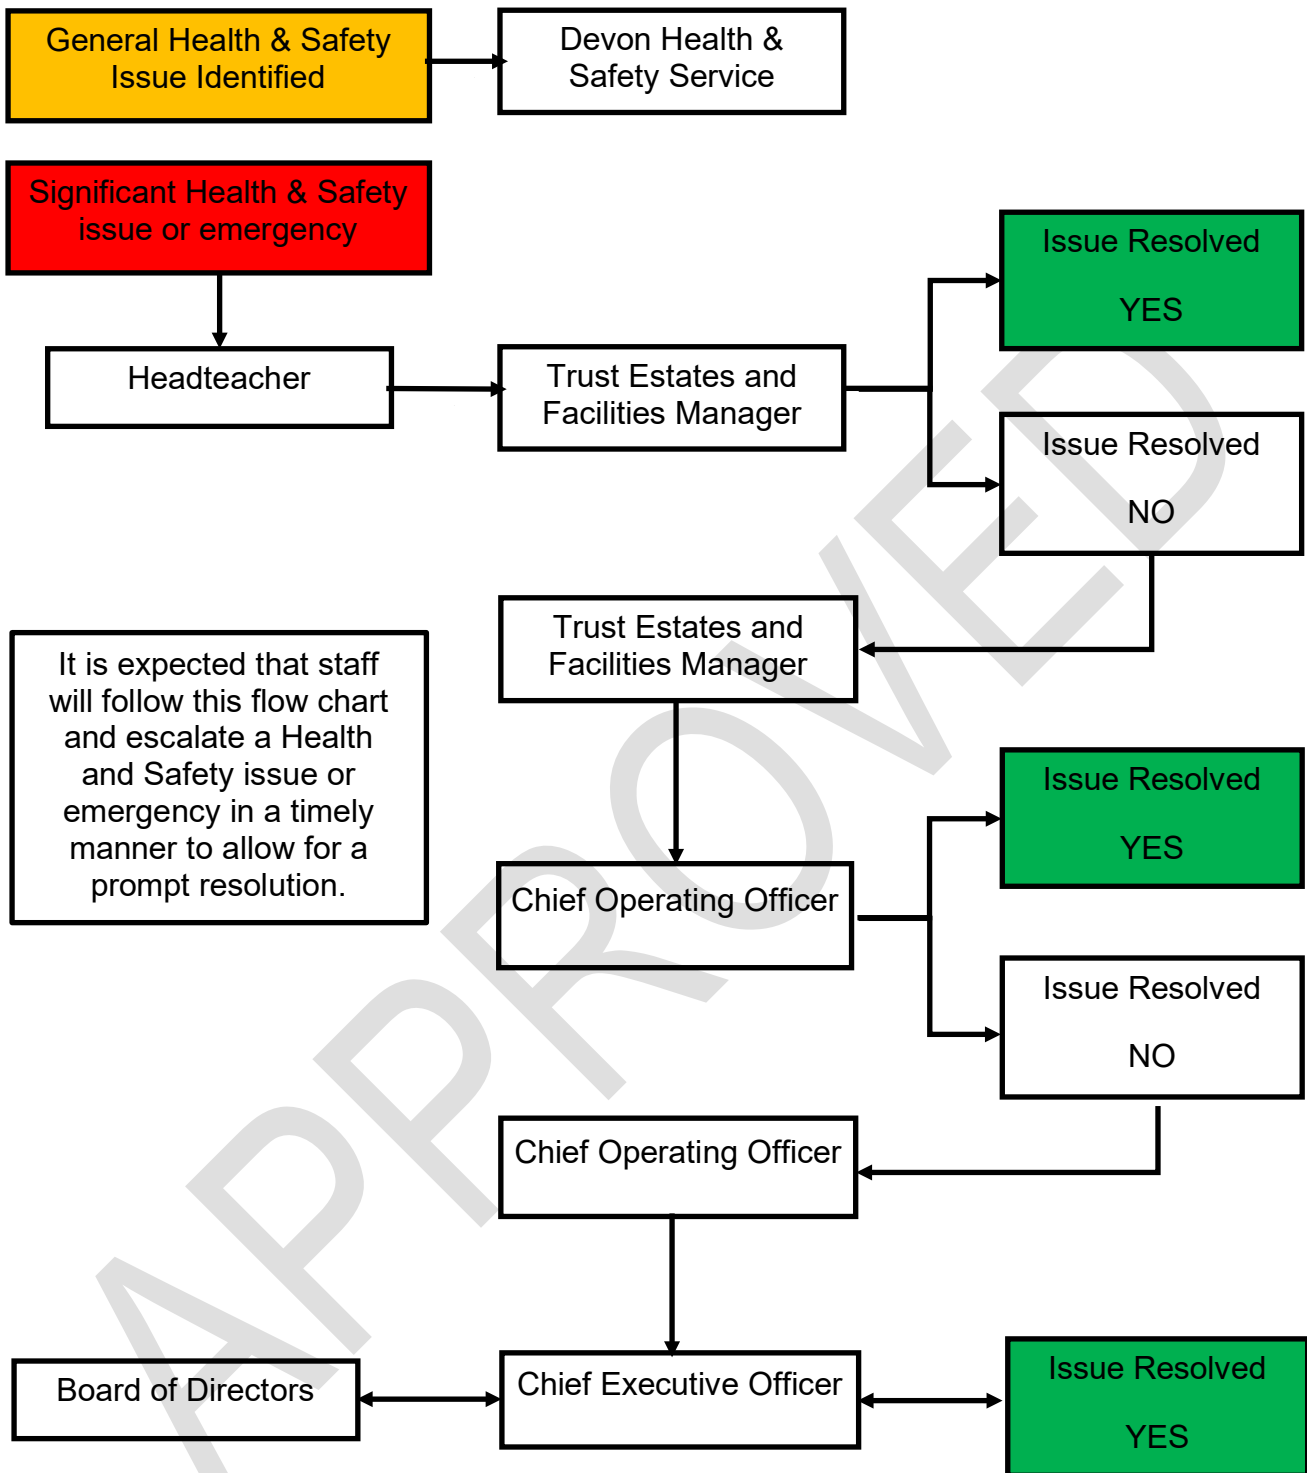 General Health & Safety
Issue Identified
Devon Health &
Safety Service
Significant Health & Safety
issue or emergency
Issue Resolved
YES
Headteacher
Trust Estates and
Facilities Manager
Issue Resolved
NO
Trust Estates and
Facilities Manager
It is expected that staff
will follow this flow chart
and escalate a Health
and Safety issue or
emergency in a timely
manner to allow for a
prompt resolution.
Issue Resolved
YES
Chief Operating Officer
Issue Resolved
NO
Chief Operating Officer
Board of Directors
Chief Executive Officer
Issue Resolved
YES
APPROVED